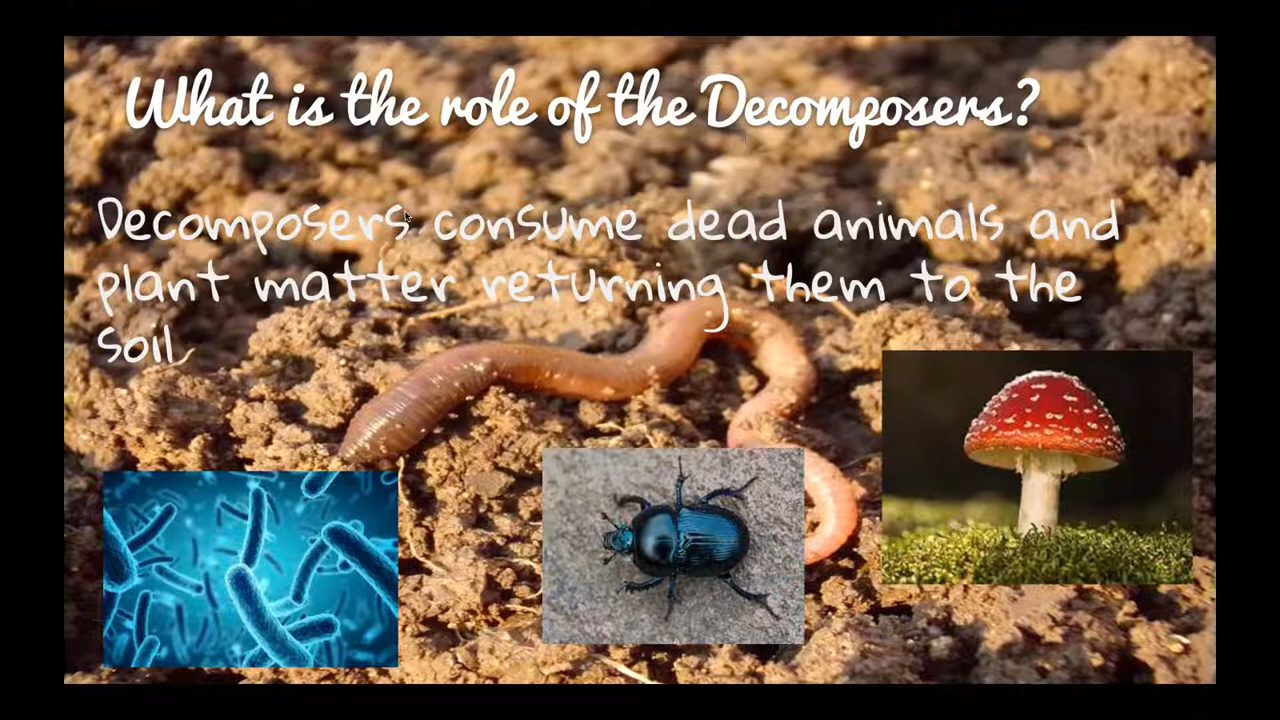 What is the role of the Decomposers?
Decomposers consume dead animals and
plant matter returning them to the
soil